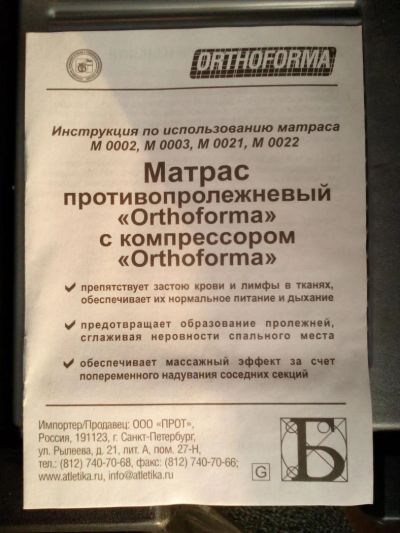 ORTHOFORMA
Инструкция по использованию матраса
М 0002, М 0003, М 0021, М 0022
Матрас
противопролежневый
«Orthoforma»
с компрессором
«Orthoforma»
препятствует застою крови и лимфы в тканях,
обеспечивает их нормальное питание и дыхание
предотвращает образование пролежней,
сглаживая неровности спального места
обеспечивает массажный эффект за счет
попеременного надувания соседних секций
Импортер/Продавец: ООО «ПРОТ»,
Россия, 191123, г. Санкт-Петербург,
ул. Рылеева, д. 21, лит. А, пом. 27-Н,
тел.: (812) 740-70-68, факс: (812) 740-70-66;
www.atletika.ru, info@atletika.ru
G
Б